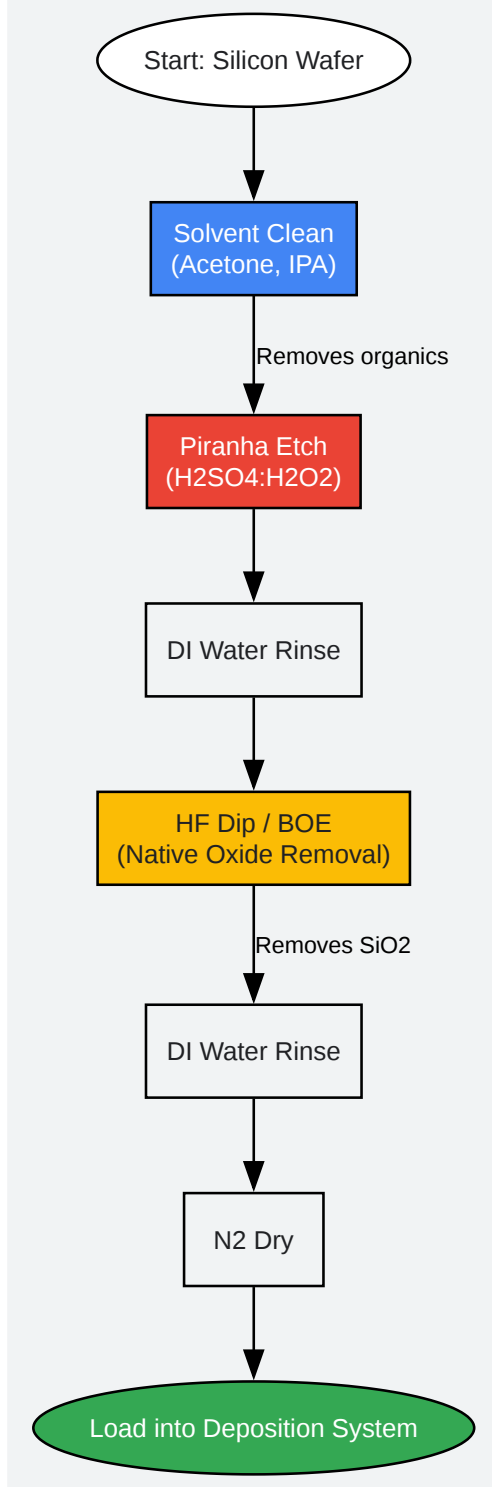 Start: Silicon Wafer
Solvent Clean
(Acetone, IPA)
Removes organics
Piranha Etch
(H2SO4:H2O2)
DI Water Rinse
HF Dip / BOE
(Native Oxide Removal)
Removes SiO2
DI Water Rinse
N2 Dry
Load into Deposition System